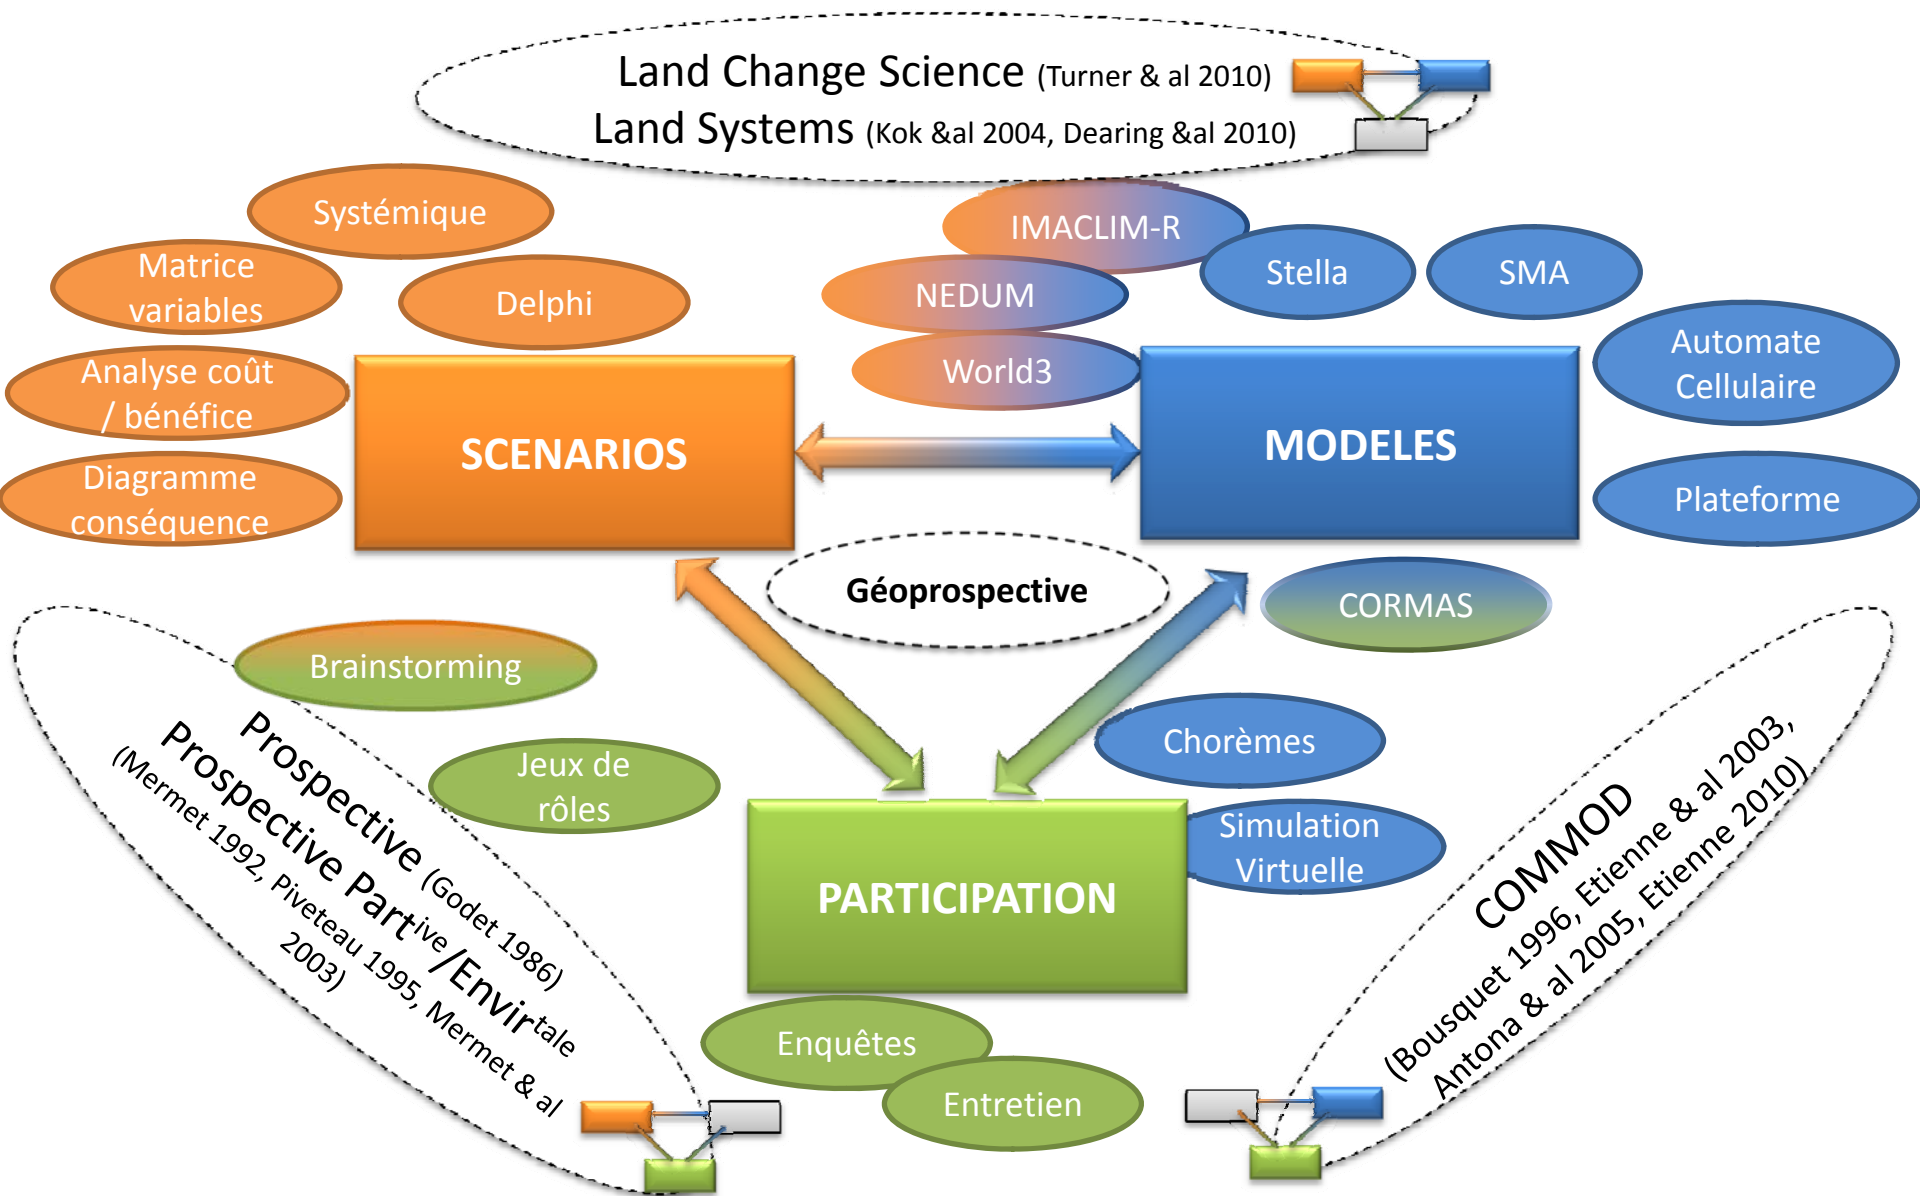 Land Change Science (Turner & al 2010)
Land Systems (Kok &al 2004, Dearing &al 2010)
Systémique
Matrice
variables
Delphi
Analyse coût
/ bénéfice
Diagramme
conséquence
IMACLIM-R
NEDUM
World3
Stella
SMA
Automate
Cellulaire
Plateforme
SCENARIOS
MODELES
Géoprospective
CORMAS
Brainstorming
Jeux de
rôles
Chorèmes
Simulation
Virtuelle
PARTICIPATION
Enquêtes
Entretien
Prospective (Godet 1986)
Prospective Partive/Envirtale
(Mermet 1992, Piveteau 1995, Mermet & al
2003)
COMMOD
(Bousquet 1996, Etienne & al 2003,
Antona & al 2005, Etienne 2010)